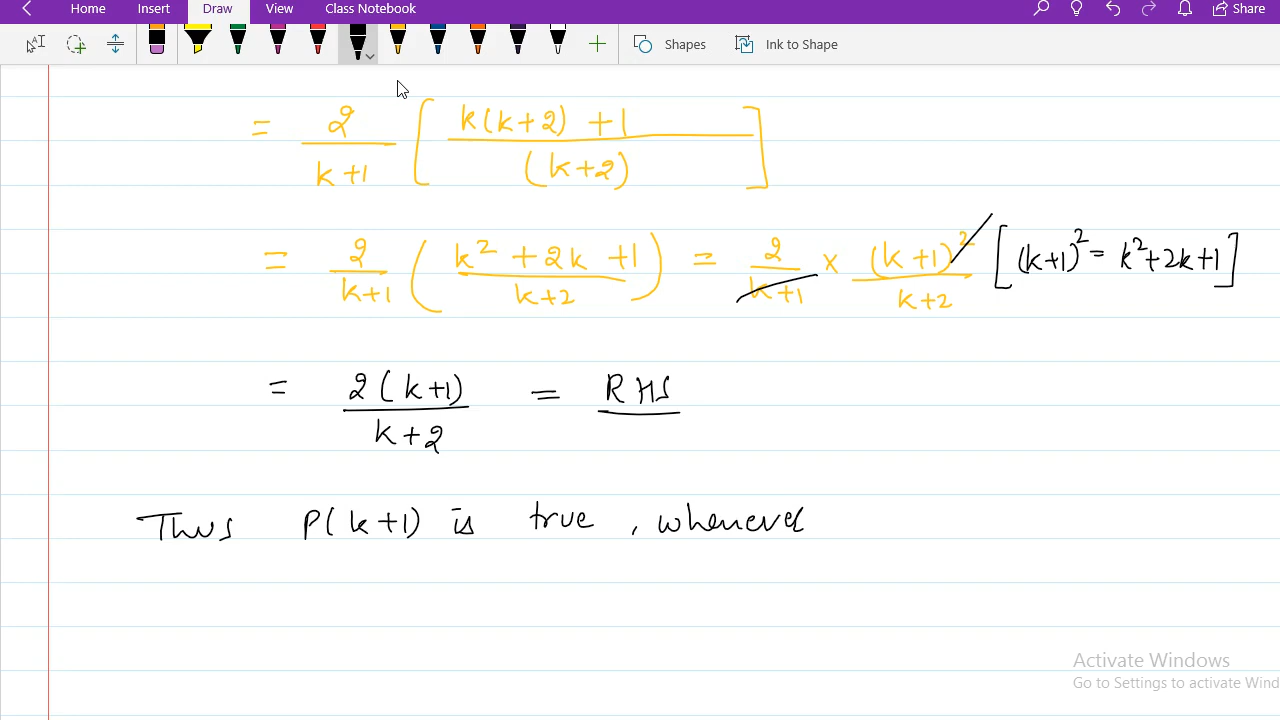 Home Insert Draw View Class Notebook Share
Shapes Ink to Shape
= 2/(k+1) [ (k(k+2) + 1)/(k+2) ]
= 2/(k+1) ( (k² + 2k + 1)/(k+2) ) = 2/(k+1) × (k+1)²/(k+2) [(k+1)² = k²+2k+1]
= 2(k+1)/(k+2) = RHS
Thus P(k+1) is true, whenever
Activate Windows
Go to Settings to activate Wind